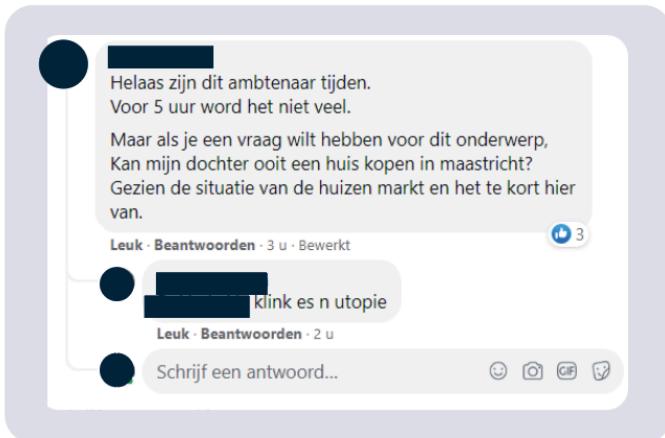 Helaas zijn dit ambtenaar tijden.
Voor 5 uur word het niet veel.
Maar als je een vraag wilt hebben voor dit onderwerp,
Kan mijn dochter ooit een huis kopen in maastricht?
Gezien de situatie van de huizen markt en het te kort hier
van.
3
Leuk · Beantwoorden · 3 u · Bewerkt
klink es n utopie
Leuk · Beantwoorden · 2 u
Schrijf een antwoord...
GIF